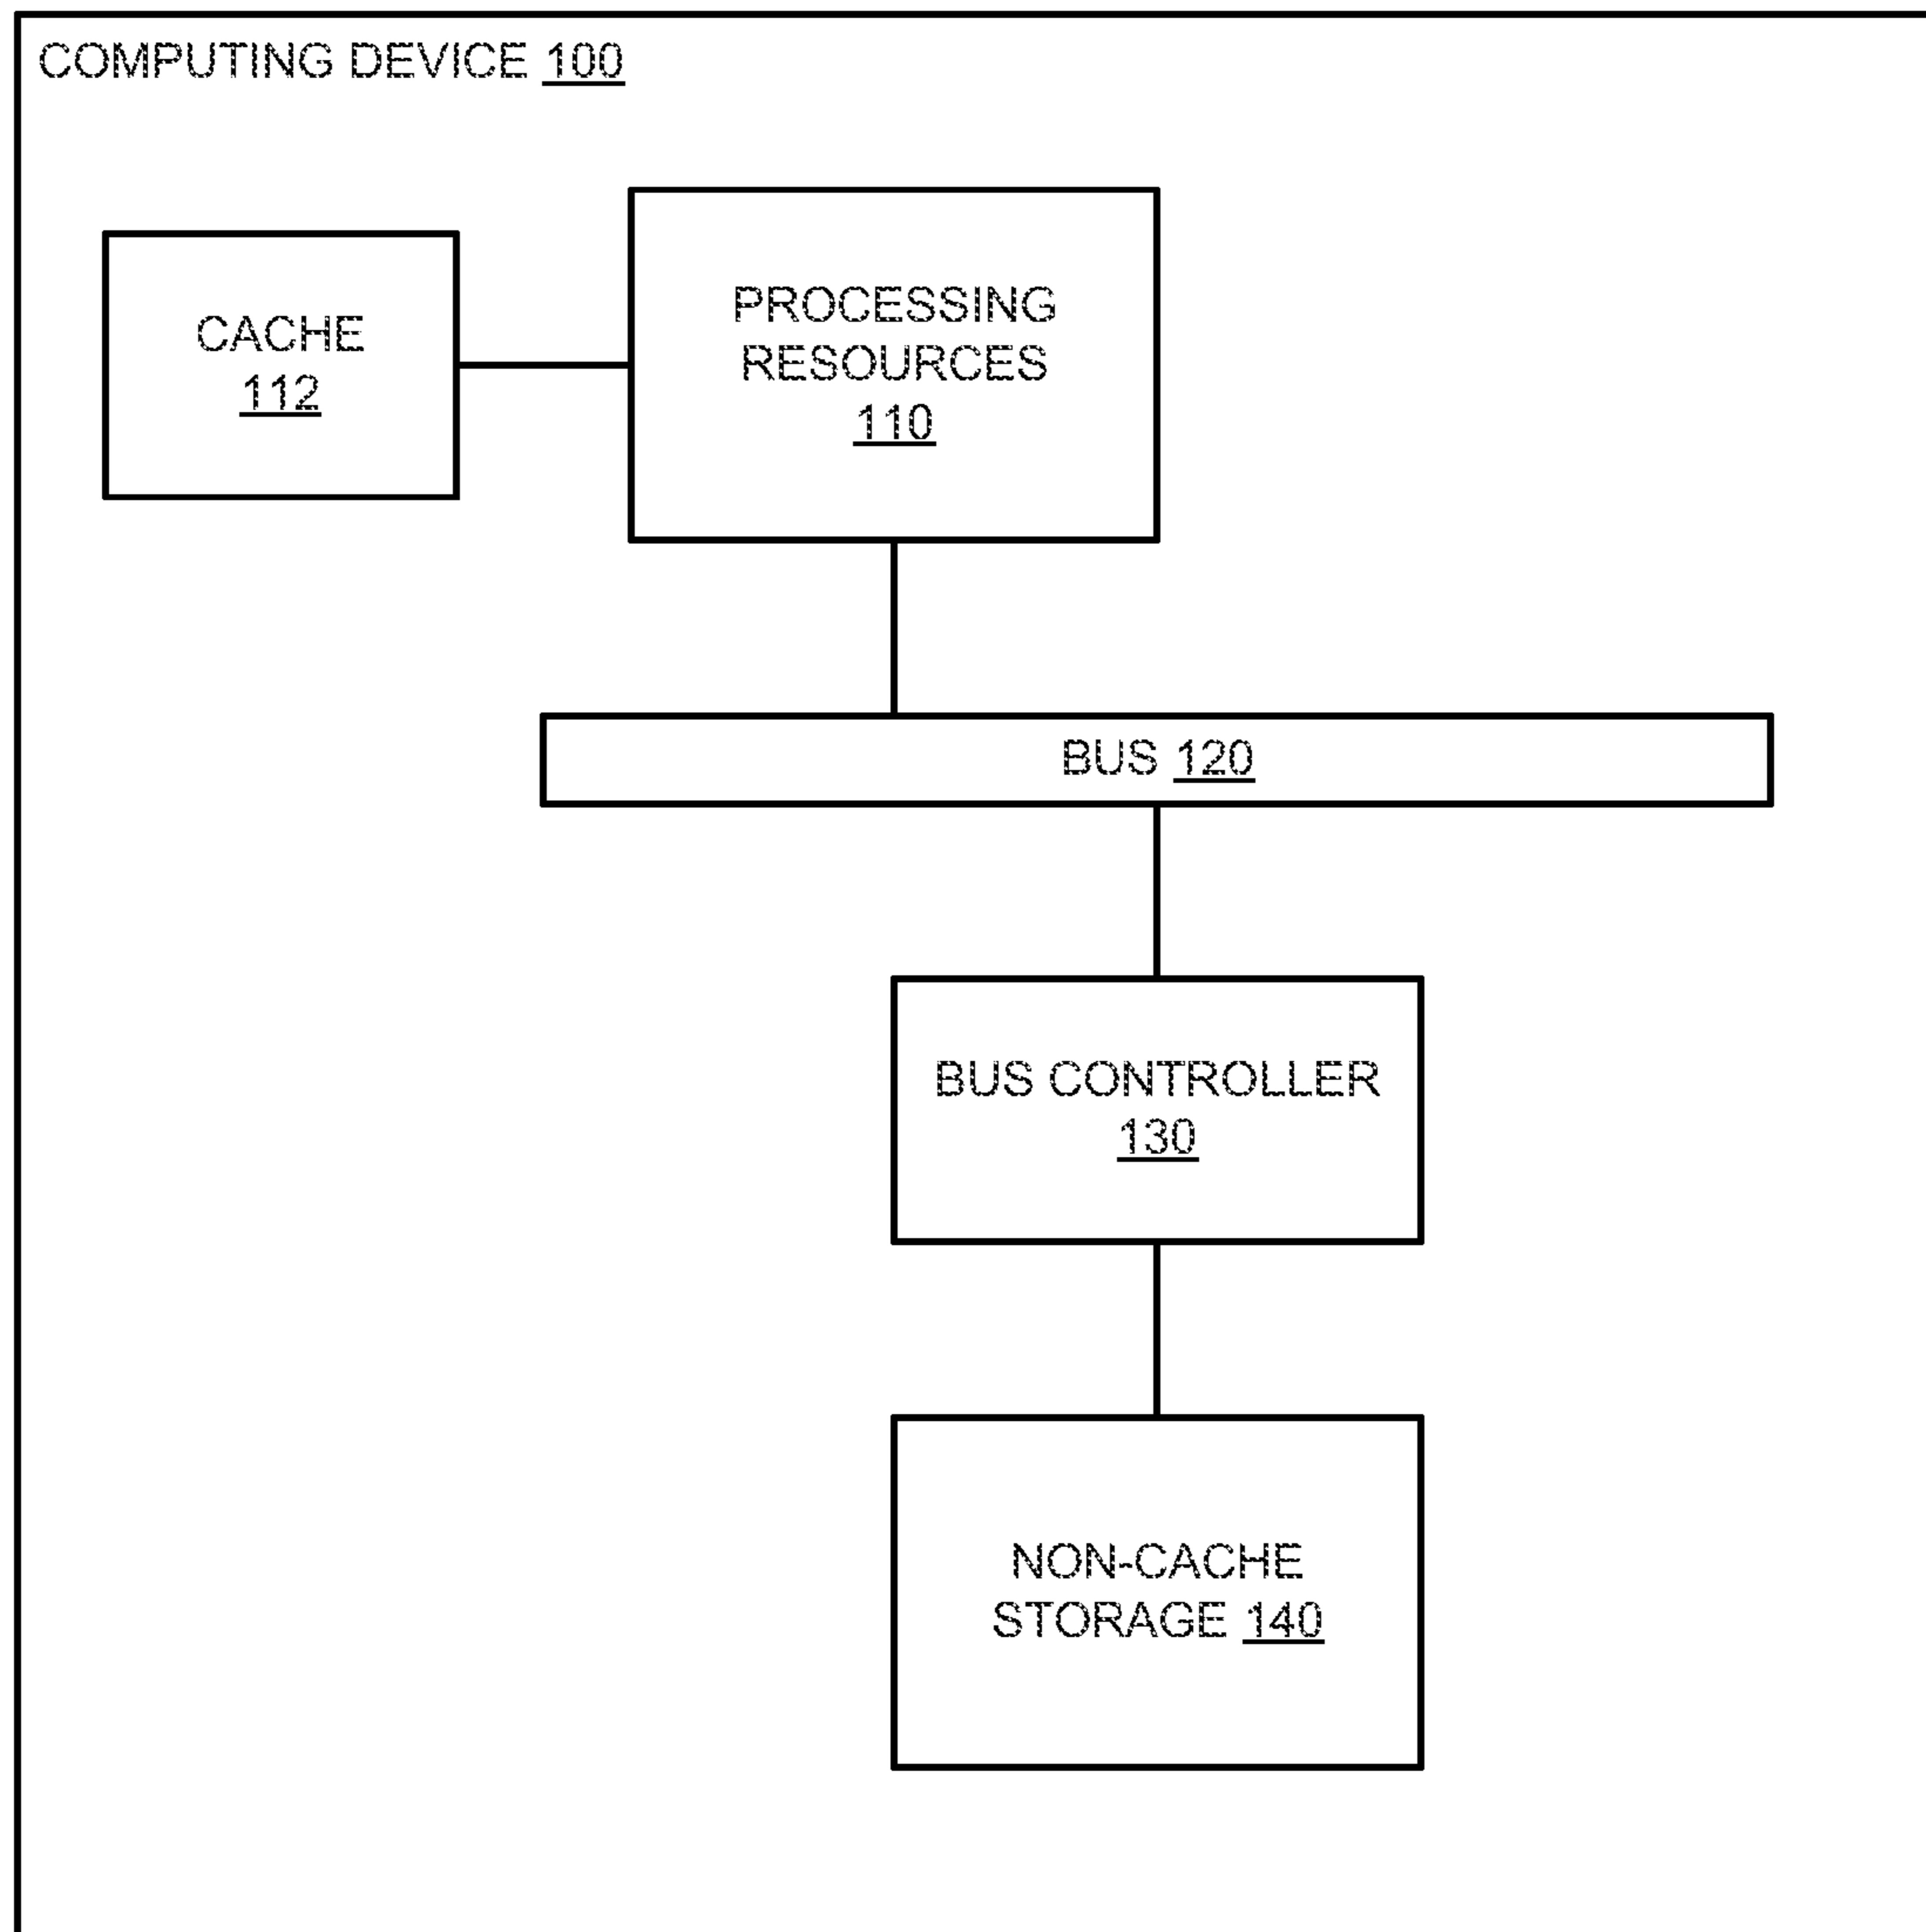 COMPUTING DEVICE 100
CACHE
112
PROCESSING
RESOURCES
110
BUS 120
BUS CONTROLLER
130
NON-CACHE
STORAGE 140